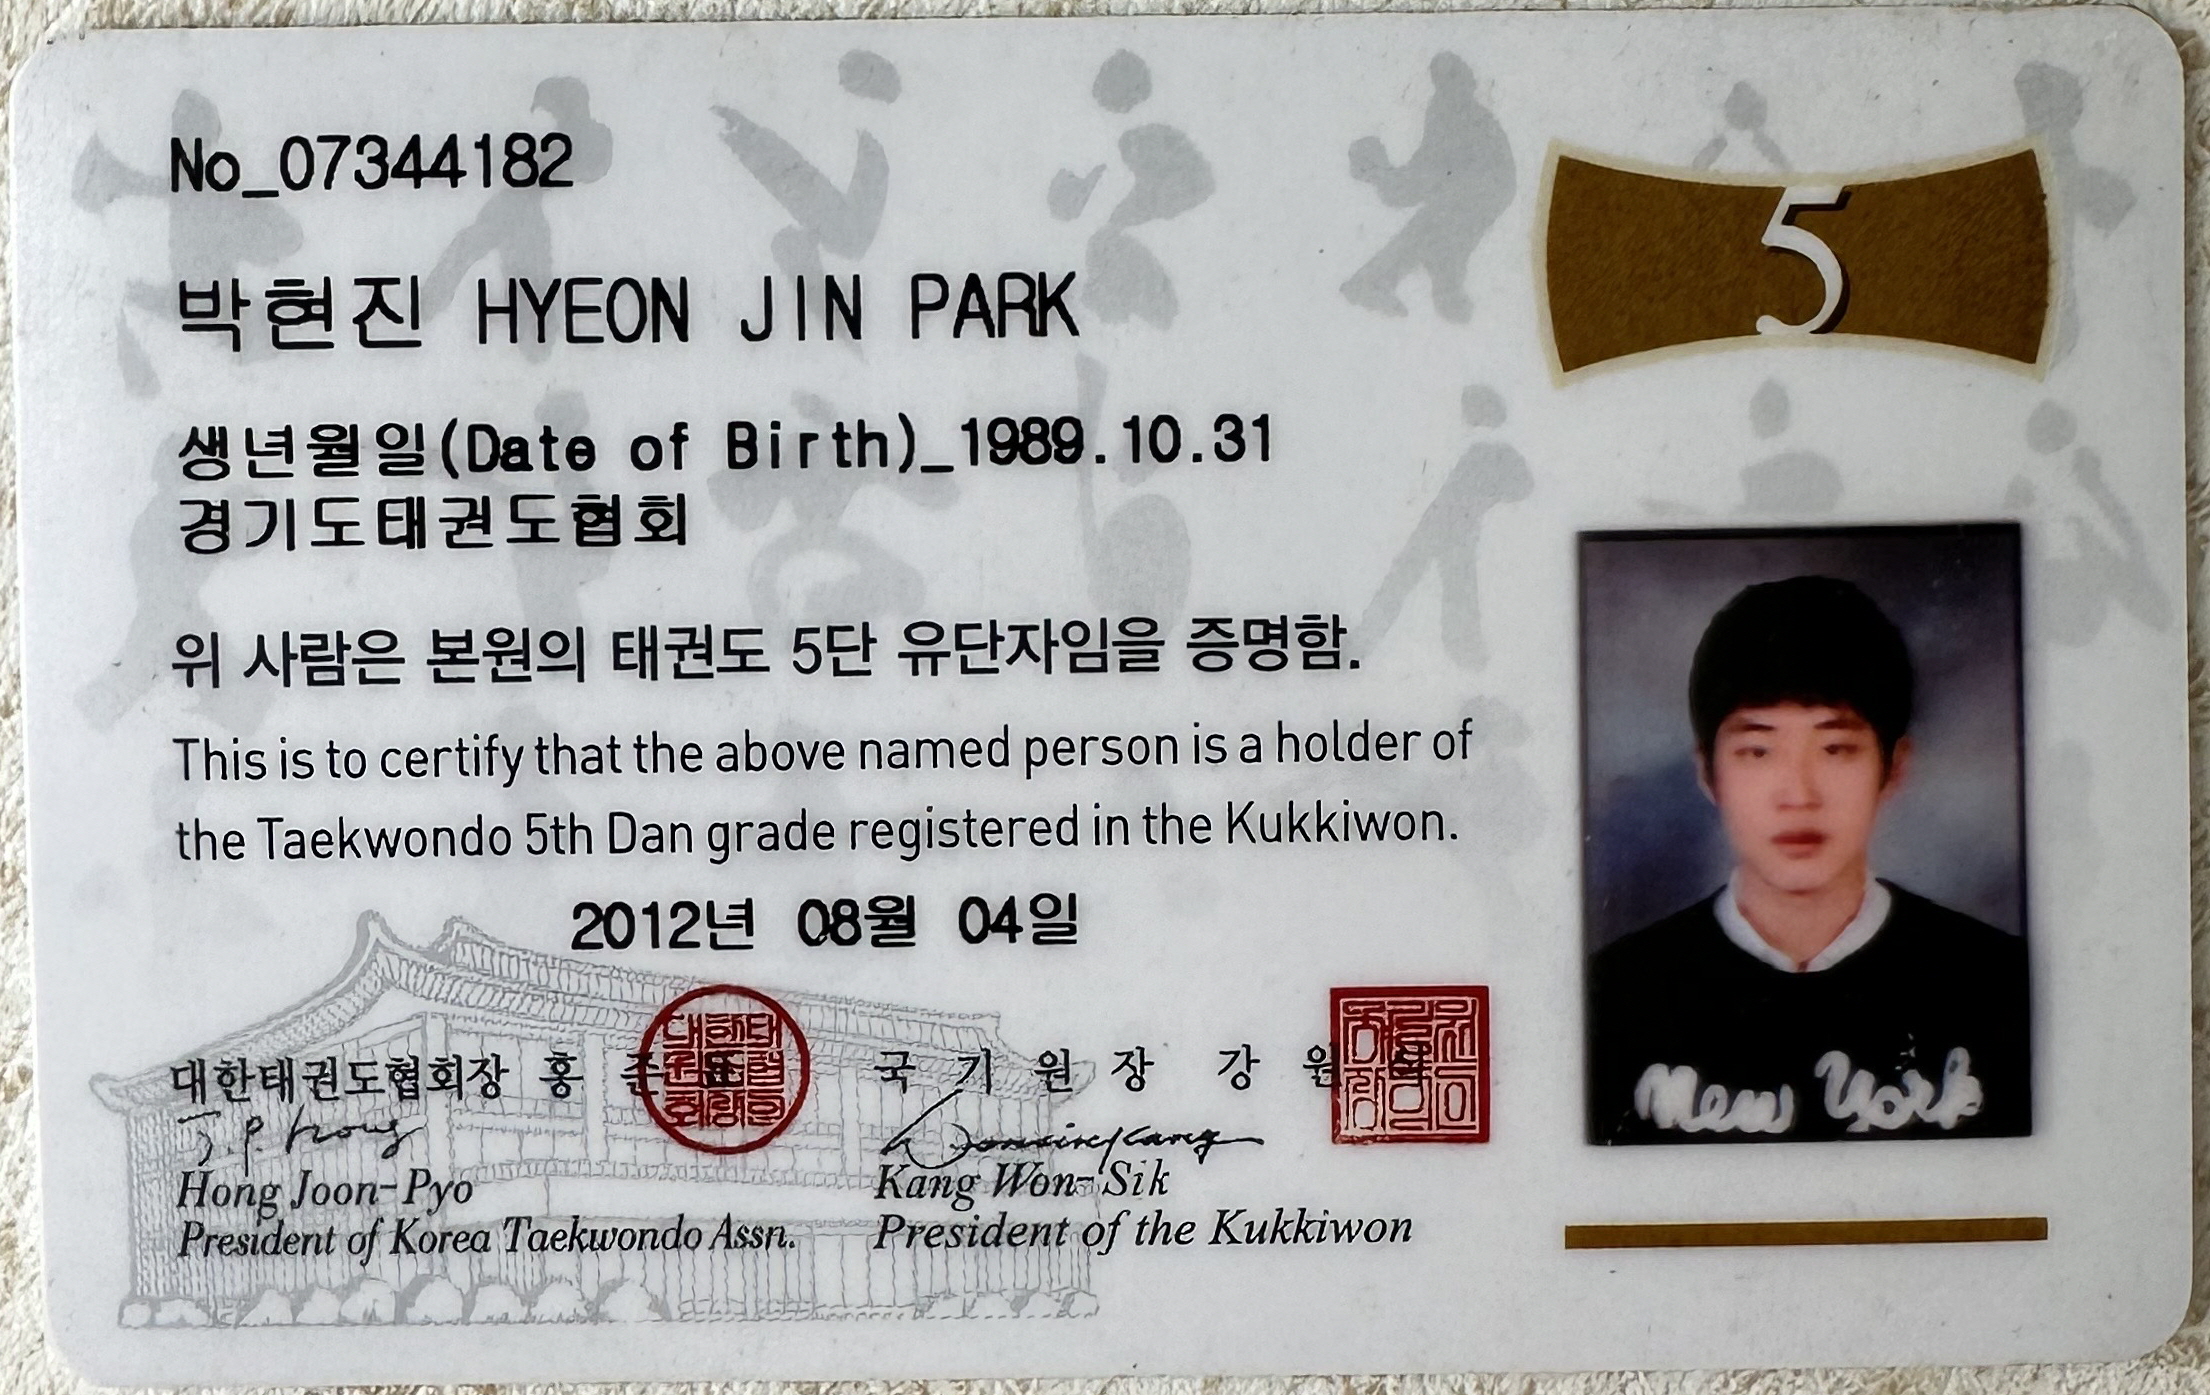 No_07344182
5
박현진 HYEON JIN PARK
생년월일(Date of Birth)_1989.10.31
경기도태권도협회
위 사람은 본원의 태권도 5단 유단자임을 증명함.
This is to certify that the above named person is a holder of
the Taekwondo 5th Dan grade registered in the Kukkiwon.
2012년 08월 04일
대한태권도협회장 홍 준 표
국 기 원 장 강 원 식
Hong Joon-Pyo
Kang Won-Sik
President of Korea Taekwondo Assn.
President of the Kukkiwon
New York